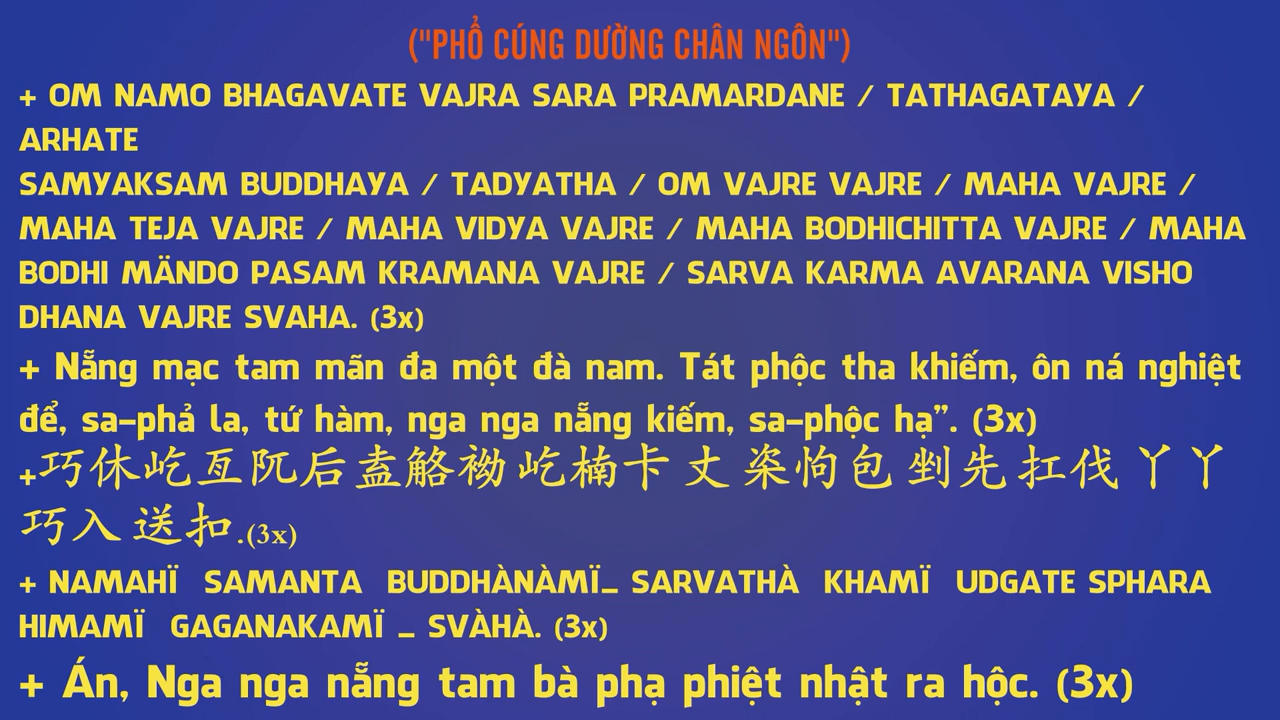 ("PHỔ CÚNG DƯỜNG CHÂN NGÔN")
+ OM NAMO BHAGAVATE VAJRA SARA PRAMARDANE / TATHAGATAYA /
ARHATE
SAMYAKSAM BUDDHAYA / TADYATHA / OM VAJRE VAJRE / MAHA VAJRE /
MAHA TEJA VAJRE / MAHA VIDYA VAJRE / MAHA BODHICHITTA VAJRE / MAHA
BODHI MÄNDO PASAM KRAMANA VAJRE / SARVA KARMA AVARANA VISHO
DHANA VAJRE SVAHA. (3x)
+ Nẵng mạc tam mãn đa một đà nam. Tát phộc tha khiếm, ôn ná nghiệt
để, sa-phả la, tứ hàm, nga nga nẵng kiếm, sa-phộc hạ”. (3x)
+巧休屹亙阢后盍觡袎 屹楠卡 丈 栥怐包 剉先 扛伐 丫丫
巧入 送扣.(3x)
+ NAMAHÏ SAMANTA BUDDHÀNÀMÏ_ SARVATHÀ KHAMÏ UDGATE SPHARA
HIMAMÏ GAGANAKAMÏ _ SVÀHÀ. (3x)
+ Án, Nga nga nẵng tam bà phạ phiệt nhật ra hộc. (3x)